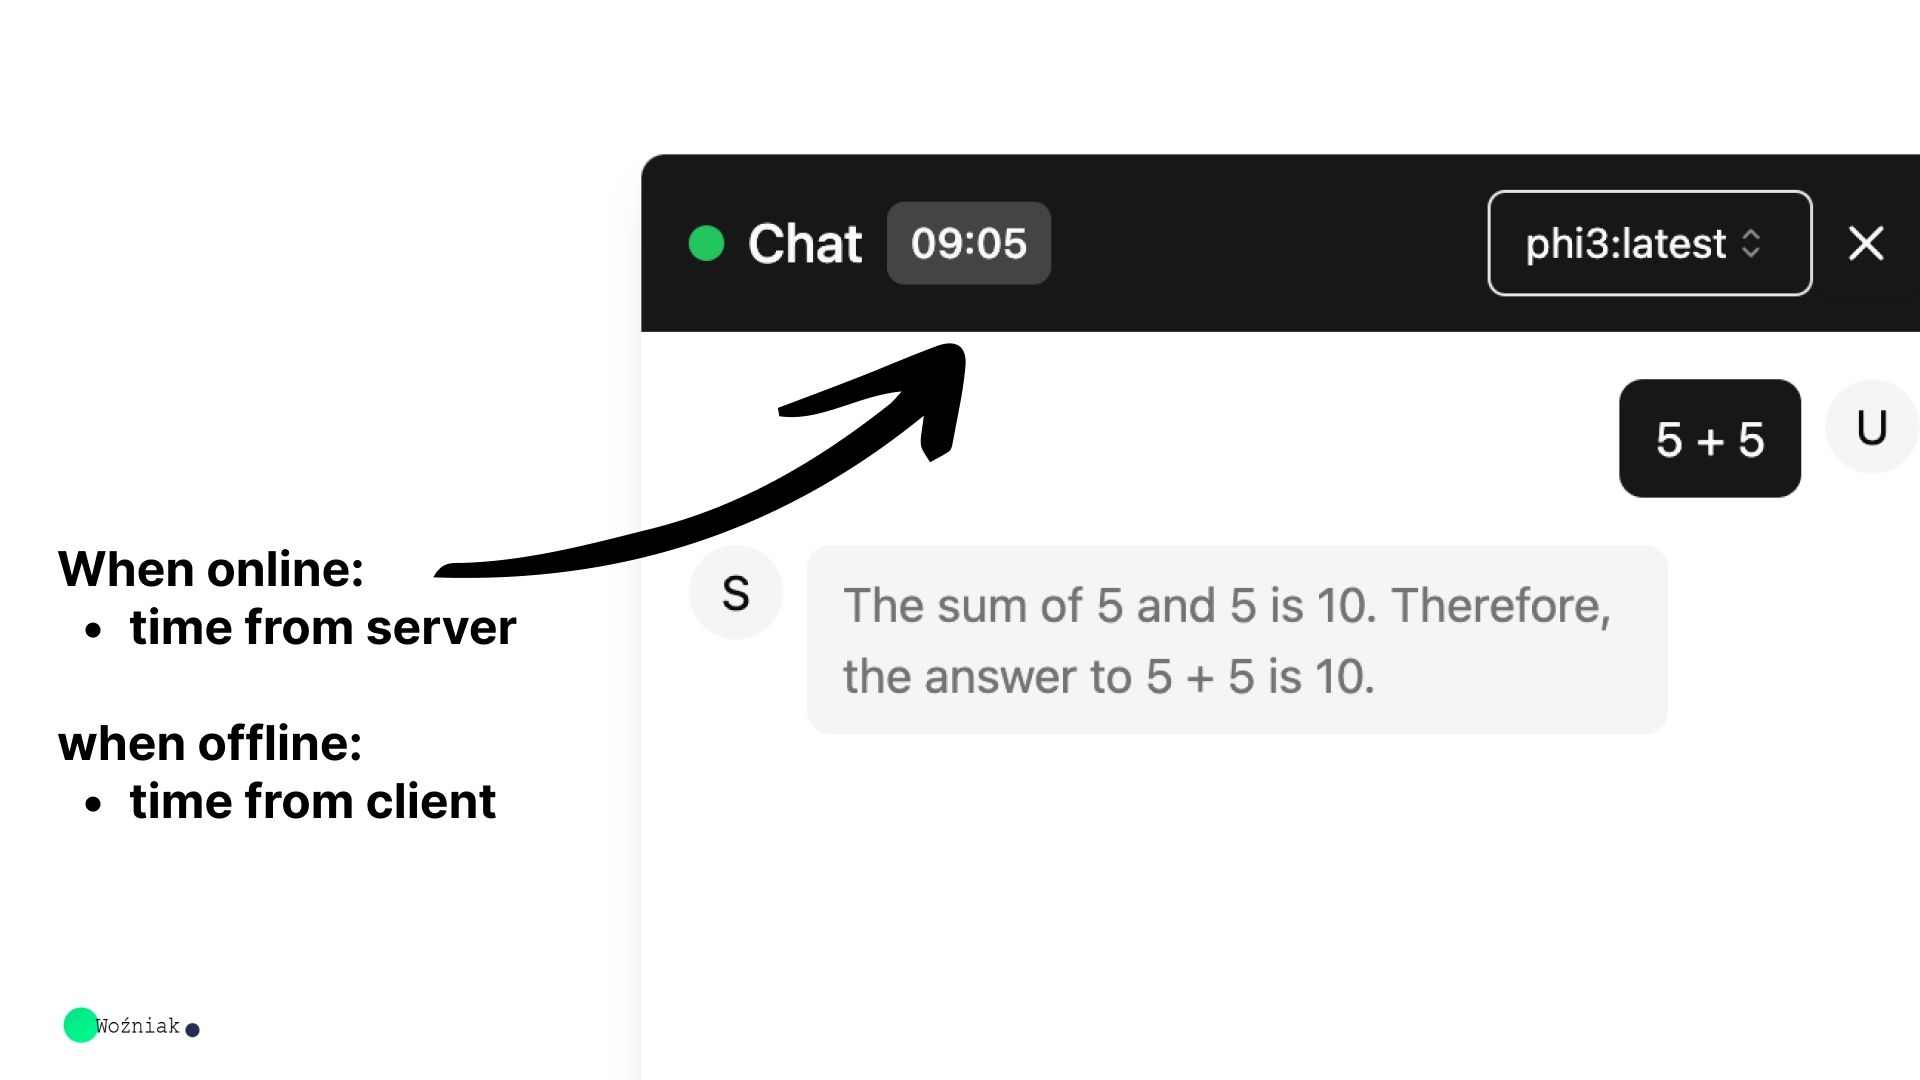 Chat 09:05 phi3:latest
5 + 5 U
When online:
• time from server
when offline:
• time from client
S
The sum of 5 and 5 is 10. Therefore,
the answer to 5 + 5 is 10.
Woźniak